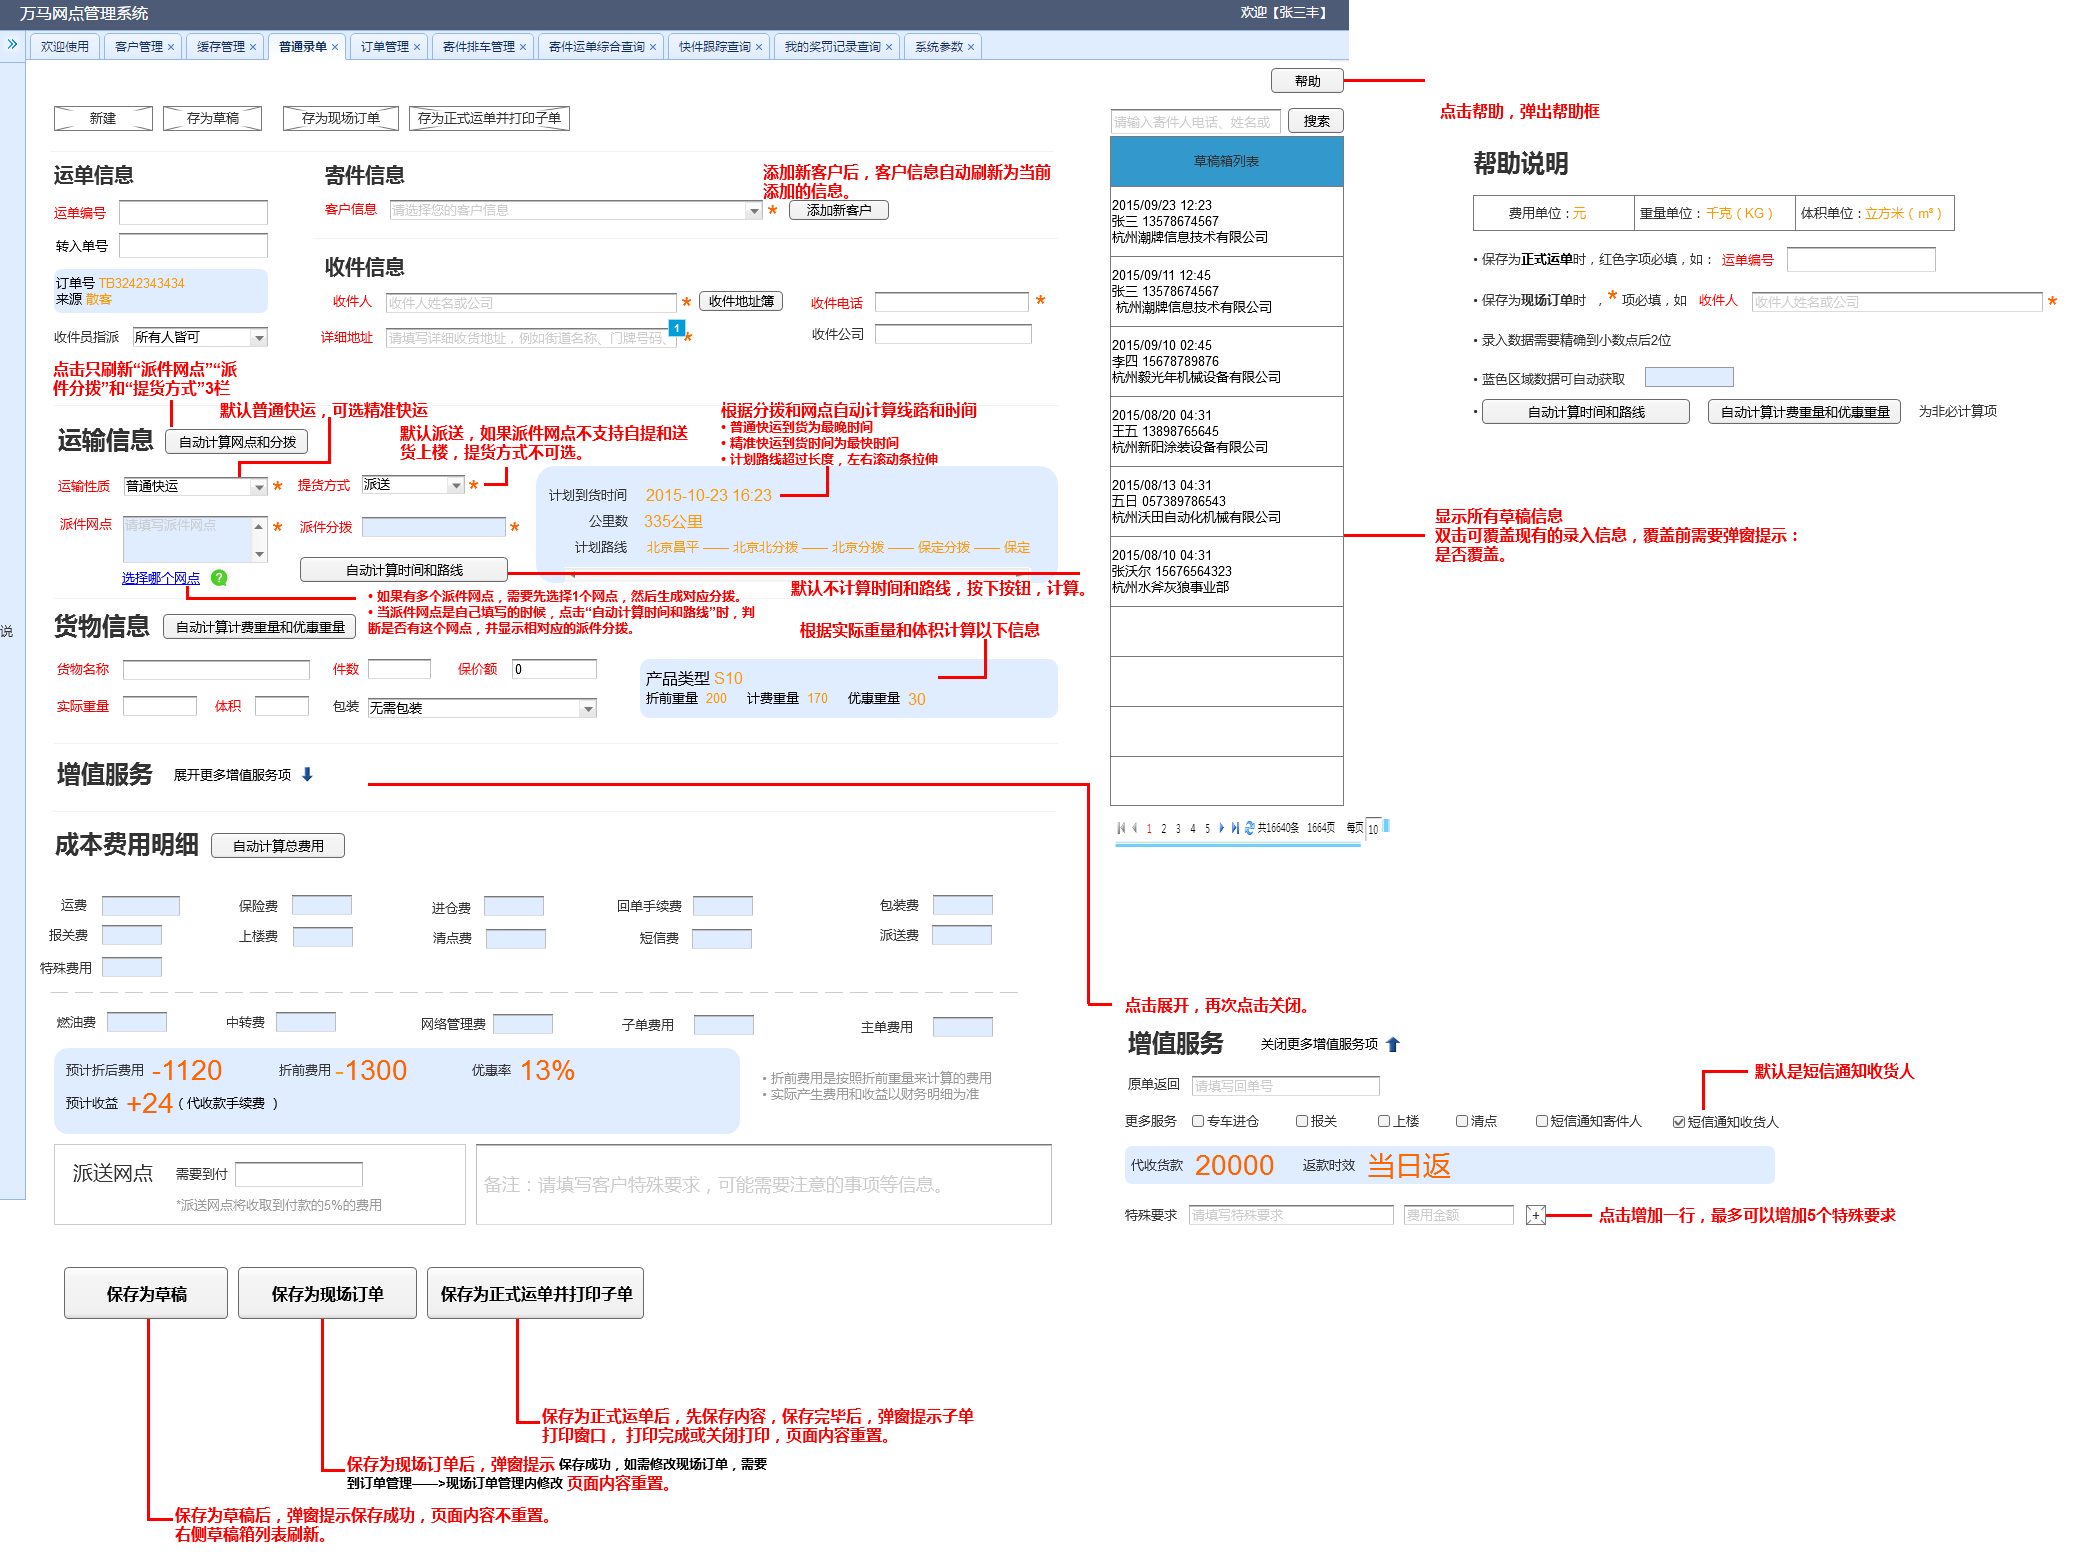 万马网点管理系统
欢迎【张三丰】
欢迎使用 客户管理 × 缓存管理 × 普通录单 × 订单管理 × 寄件排车管理 × 寄件运单综合查询 × 快件跟踪查询 × 我的奖罚记录查询 × 系统参数 ×
帮助
点击帮助，弹出帮助框
新建 存为草稿 存为现场订单 存为正式运单并打印子单
请输入寄件人电话、姓名或 搜索
草稿箱列表
2015/09/23 12:23
张三 13578674567
杭州潮牌信息技术有限公司
2015/09/11 12:45
张三 13578674567
杭州潮牌信息技术有限公司
2015/09/10 02:45
李四 15678789876
杭州毅光年机械设备有限公司
2015/08/20 04:31
王五 13898765645
杭州新阳涂装设备有限公司
2015/08/13 04:31
五日 057389786543
杭州沃田自动化机械有限公司
2015/08/10 04:31
张沃尔 15676564323
杭州水斧灰狼事业部
1 2 3 4 5 共16640条 1664页 每页 10
显示所有草稿信息
双击可覆盖现有的录入信息，覆盖前需要弹窗提示：
是否覆盖。
帮助说明
费用单位：元 重量单位：千克（KG） 体积单位：立方米（m³）
• 保存为正式运单时，红色字项必填，如： 运单编号
• 保存为现场订单时 ，* 项必填，如 收件人 收件人姓名或公司 *
• 录入数据需要精确到小数点后2位
• 蓝色区域数据可自动获取
• 自动计算时间和路线 自动计算计费重量和优惠重量 为非必计算项
运单信息
运单编号
转入单号
订单号 TB3242343434
来源 散客
收件员指派 所有人皆可
寄件信息
添加新客户后，客户信息自动刷新为当前
添加的信息。
客户信息 请选择您的客户信息 * 添加新客户
收件信息
收件人 收件人姓名或公司 * 收件地址簿 收件电话 *
详细地址 请填写详细收货地址，例如街道名称、门牌号码、 1 * 收件公司
点击只刷新“派件网点”“派
件分拨”和“提货方式”3栏
默认普通快运，可选精准快运
默认派送，如果派件网点不支持自提和送
货上楼，提货方式不可选。
根据分拨和网点自动计算线路和时间
• 普通快运到货为最晚时间
• 精准快运到货时间为最快时间
• 计划路线超过长度，左右滚动条拉伸
运输信息 自动计算网点和分拨
运输性质 普通快运 * 提货方式 派送 *
派件网点 请填写派件网点 * 派件分拨 *
选择哪个网点 ? 自动计算时间和路线
计划到货时间 2015-10-23 16:23
公里数 335公里
计划路线 北京昌平 —— 北京北分拨 —— 北京分拨 —— 保定分拨 —— 保定
默认不计算时间和路线，按下按钮，计算。
• 如果有多个派件网点，需要先选择1个网点，然后生成对应分拨。
• 当派件网点是自己填写的时候，点击“自动计算时间和路线”时，判
断是否有这个网点，并显示相对应的派件分拨。
说
货物信息 自动计算计费重量和优惠重量
根据实际重量和体积计算以下信息
货物名称 件数 保价额 0
实际重量 体积 包装 无需包装
产品类型 S10
折前重量 200 计费重量 170 优惠重量 30
增值服务 展开更多增值服务项
成本费用明细 自动计算总费用
运费 保险费 进仓费 回单手续费 包装费
报关费 上楼费 清点费 短信费 派送费
特殊费用
燃油费 中转费 网络管理费 子单费用 主单费用
预计折后费用 -1120 折前费用 -1300 优惠率 13%
预计收益 +24（代收款手续费 ）
• 折前费用是按照折前重量来计算的费用
• 实际产生费用和收益以财务明细为准
派送网点 需要到付
*派送网点将收取到付款的5%的费用
备注：请填写客户特殊要求，可能需要注意的事项等信息。
点击展开，再次点击关闭。
增值服务 关闭更多增值服务项
原单返回 请填写回单号
默认是短信通知收货人
更多服务 专车进仓 报关 上楼 清点 短信通知寄件人 短信通知收货人
代收货款 20000 返款时效 当日返
特殊要求 请填写特殊要求 费用金额 +
点击增加一行，最多可以增加5个特殊要求
保存为草稿 保存为现场订单 保存为正式运单并打印子单
保存为正式运单后，先保存内容，保存完毕后，弹窗提示子单
打印窗口， 打印完成或关闭打印，页面内容重置。
保存为现场订单后，弹窗提示 保存成功，如需修改现场订单，需要
到订单管理——>现场订单管理内修改 页面内容重置。
保存为草稿后，弹窗提示保存成功，页面内容不重置。
右侧草稿箱列表刷新。